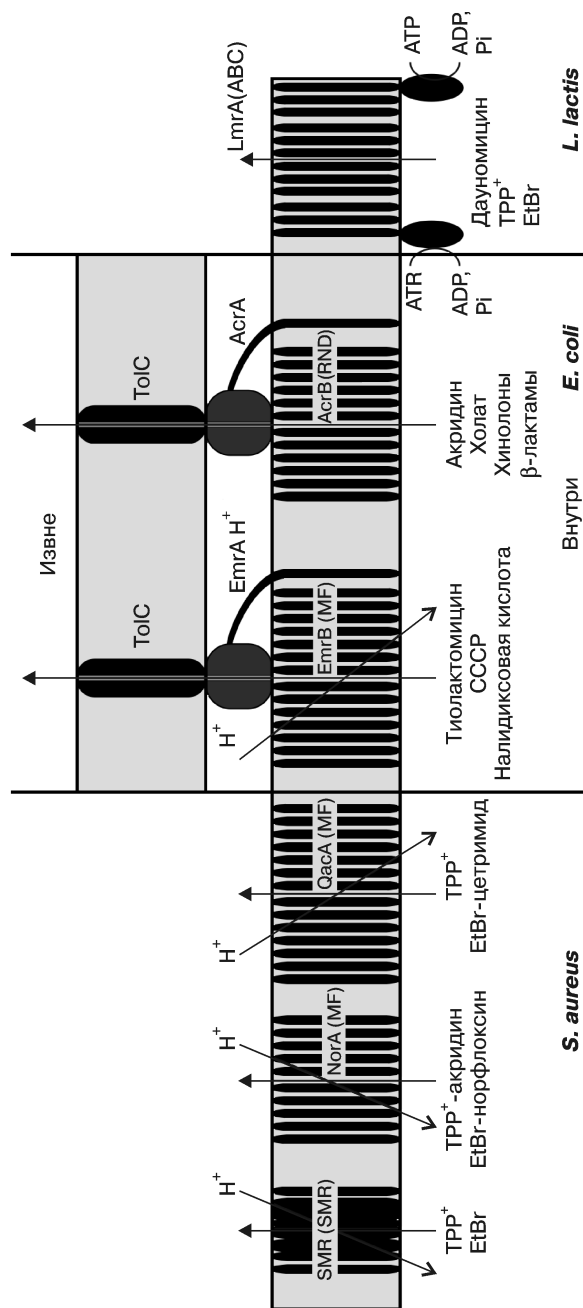 Извне
TolC
TolC
H⁺
H⁺
H⁺
H⁺
EmrA H⁺
AcrA
LmrA(ABC)
SMR (SMR)
NorA (MF)
QacA (MF)
EmrB (MF)
AcrB(RND)
TPP⁺
EtBr
TPP⁺-акридин
EtBr-норфлоксин
TPP⁺
EtBr-цетримид
Тиолактомицин
CCCP
Налидиксовая кислота
Акридин
Холат
Хинолоны
β-лактамы
ATR
ADP,
Pi
Дауномицин
TPP⁺
EtBr
ATP
ADP,
Pi
Внутри
S. aureus
E. coli
L. lactis